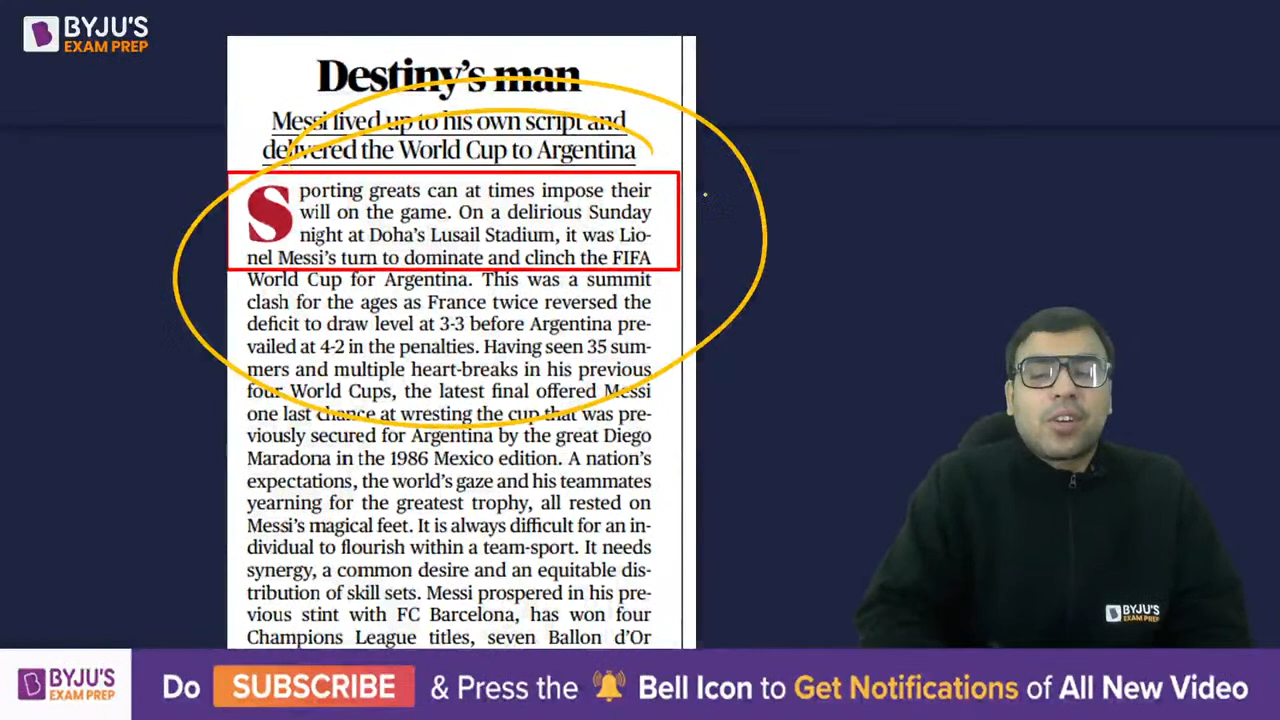 BYJU'S
EXAM PREP
Destiny's man
Messi lived up to his own script and
delivered the World Cup to Argentina
Sporting greats can at times impose their
will on the game. On a delirious Sunday
night at Doha's Lusail Stadium, it was Lio-
nel Messi's turn to dominate and clinch the FIFA
World Cup for Argentina. This was a summit
clash for the ages as France twice reversed the
deficit to draw level at 3-3 before Argentina pre-
vailed at 4-2 in the penalties. Having seen 35 sum-
mers and multiple heart-breaks in his previous
four World Cups, the latest final offered Messi
one last chance at wresting the cup that was pre-
viously secured for Argentina by the great Diego
Maradona in the 1986 Mexico edition. A nation's
expectations, the world's gaze and his teammates
yearning for the greatest trophy, all rested on
Messi's magical feet. It is always difficult for an in-
dividual to flourish within a team-sport. It needs
synergy, a common desire and an equitable dis-
tribution of skill sets. Messi prospered in his pre-
vious stint with FC Barcelona, has won four
Champions League titles, seven Ballon d'Or
BYJU'S
EXAM PREP
BYJU'S
EXAM PREP
Do SUBSCRIBE & Press the Bell Icon to Get Notifications of All New Video